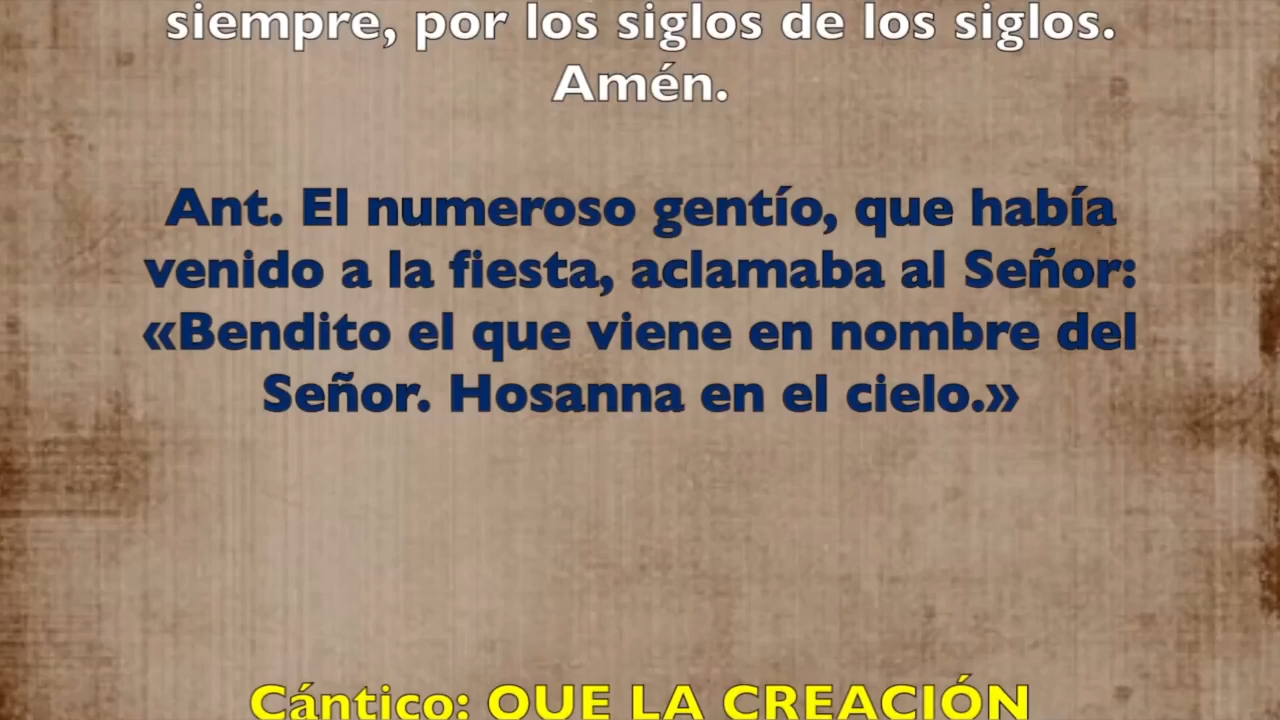 siempre, por los siglos de los siglos.
Amén.
Ant. El numeroso gentío, que había
venido a la fiesta, aclamaba al Señor:
«Bendito el que viene en nombre del
Señor. Hosanna en el cielo.»
Cántico: QUE LA CREACIÓN